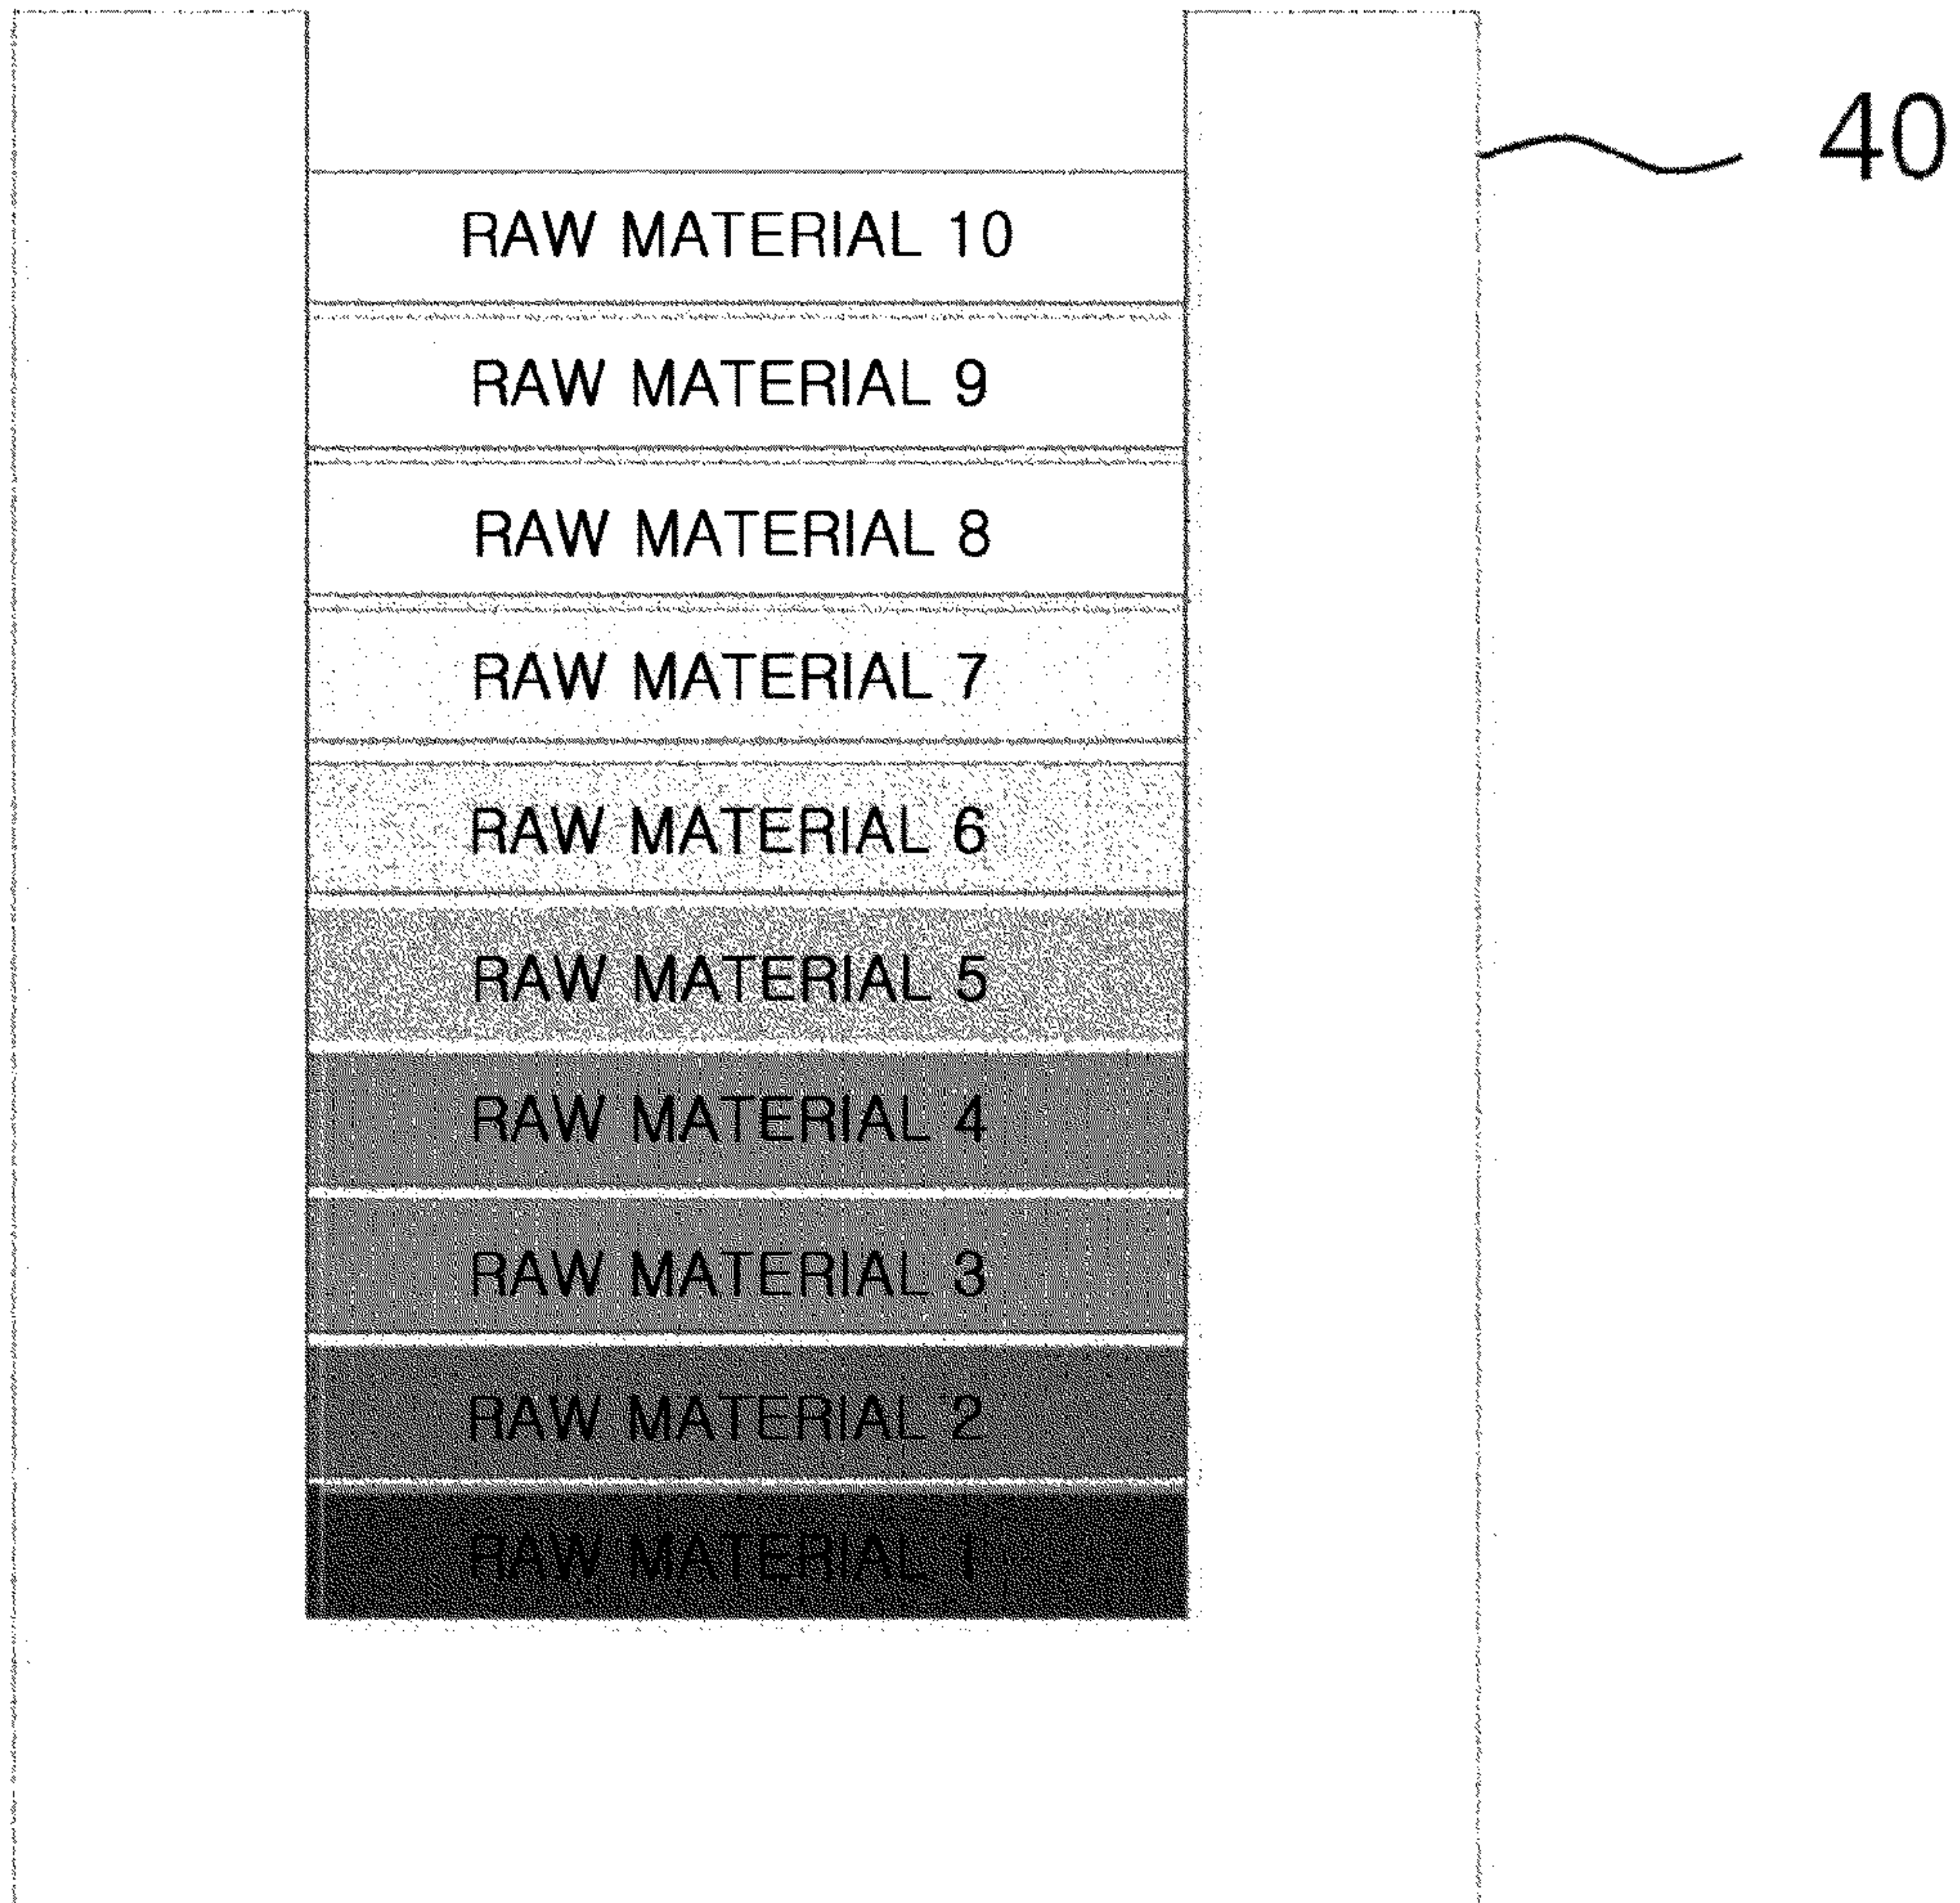 40
RAW MATERIAL 10
RAW MATERIAL 9
RAW MATERIAL 8
RAW MATERIAL 7
RAW MATERIAL 6
RAW MATERIAL 5
RAW MATERIAL 4
RAW MATERIAL 3
RAW MATERIAL 2
RAW MATERIAL 1